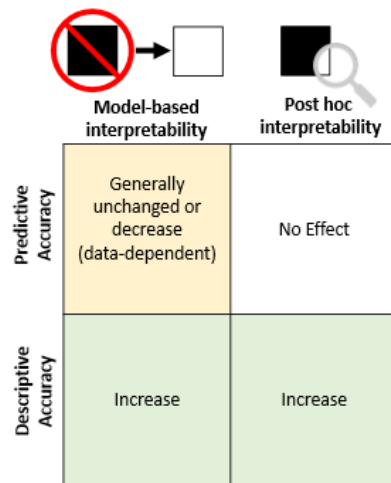 Model-based
interpretability
Post hoc
interpretability
Predictive
Accuracy
Generally
unchanged or
decrease
(data-dependent)
No Effect
Descriptive
Accuracy
Increase
Increase